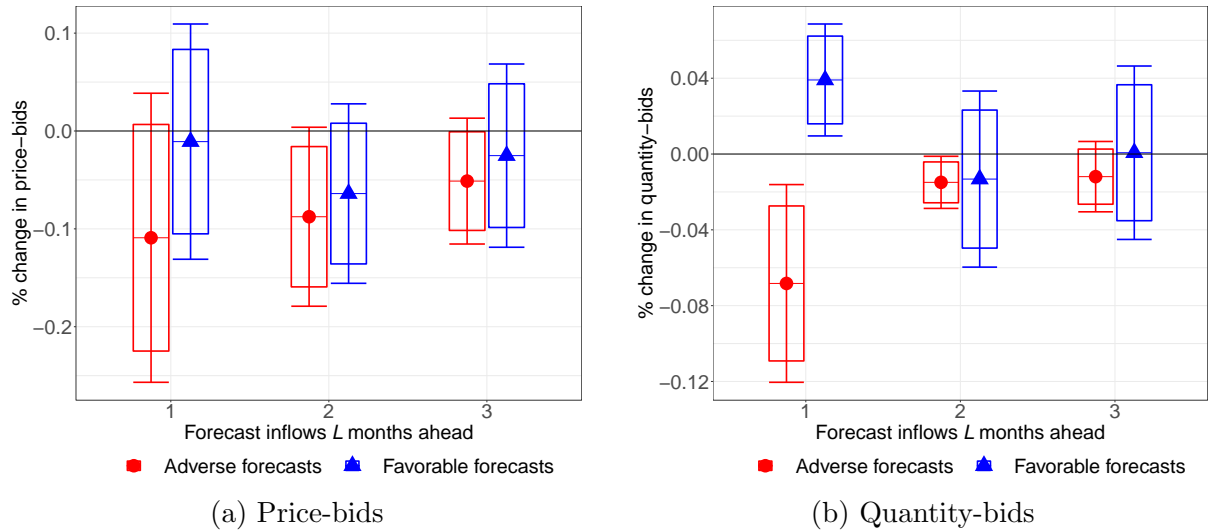 % change in price−bids
0.1
0.0
−0.1
−0.2
1
2
3
Forecast inflows L months ahead
Adverse forecasts
Favorable forecasts
(a) Price-bids
% change in quantity−bids
0.04
0.00
−0.04
−0.08
−0.12
1
2
3
Forecast inflows L months ahead
Adverse forecasts
Favorable forecasts
(b) Quantity-bids